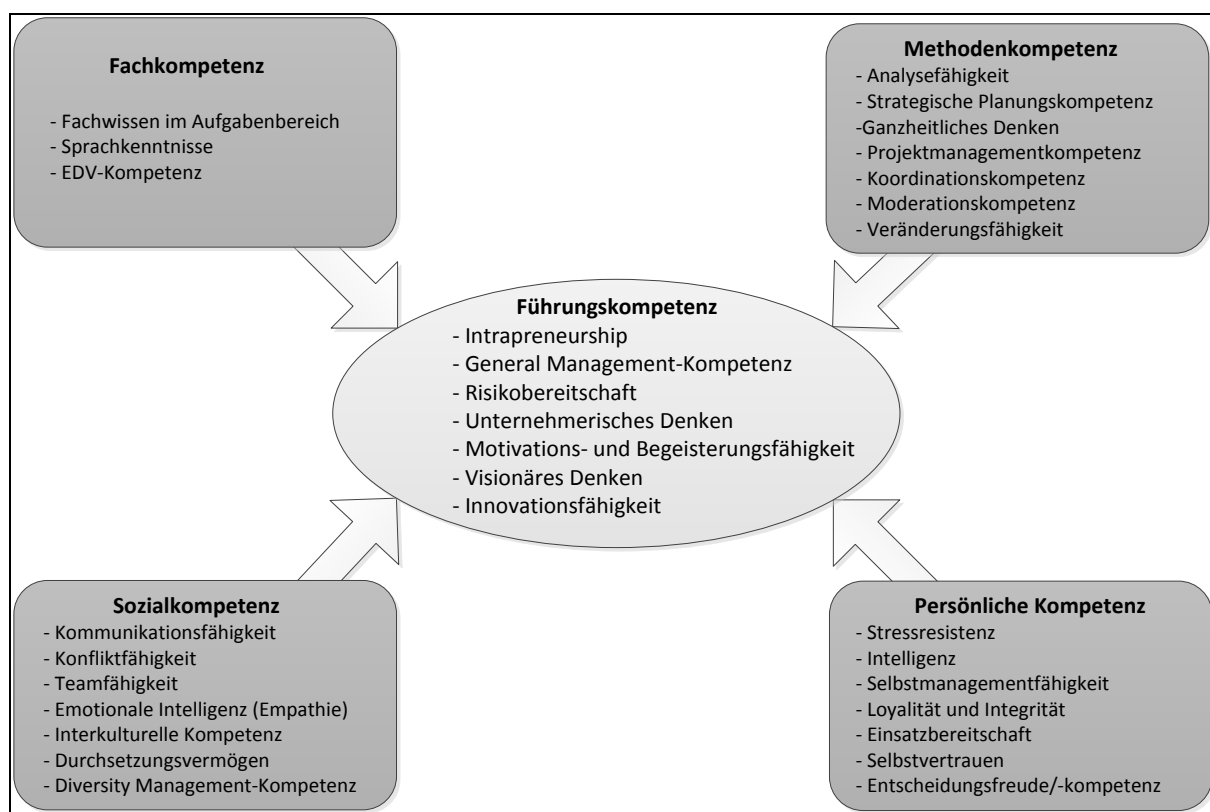 Fachkompetenz
- Fachwissen im Aufgabenbereich
- Sprachkenntnisse
- EDV-Kompetenz
Methodenkompetenz
- Analysefähigkeit
- Strategische Planungskompetenz
-Ganzheitliches Denken
- Projektmanagementkompetenz
- Koordinationskompetenz
- Moderationskompetenz
- Veränderungsfähigkeit
Führungskompetenz
- Intrapreneurship
- General Management-Kompetenz
- Risikobereitschaft
- Unternehmerisches Denken
- Motivations- und Begeisterungsfähigkeit
- Visionäres Denken
- Innovationsfähigkeit
Sozialkompetenz
- Kommunikationsfähigkeit
- Konfliktfähigkeit
- Teamfähigkeit
- Emotionale Intelligenz (Empathie)
- Interkulturelle Kompetenz
- Durchsetzungsvermögen
- Diversity Management-Kompetenz
Persönliche Kompetenz
- Stressresistenz
- Intelligenz
- Selbstmanagementfähigkeit
- Loyalität und Integrität
- Einsatzbereitschaft
- Selbstvertrauen
- Entscheidungsfreude/-kompetenz